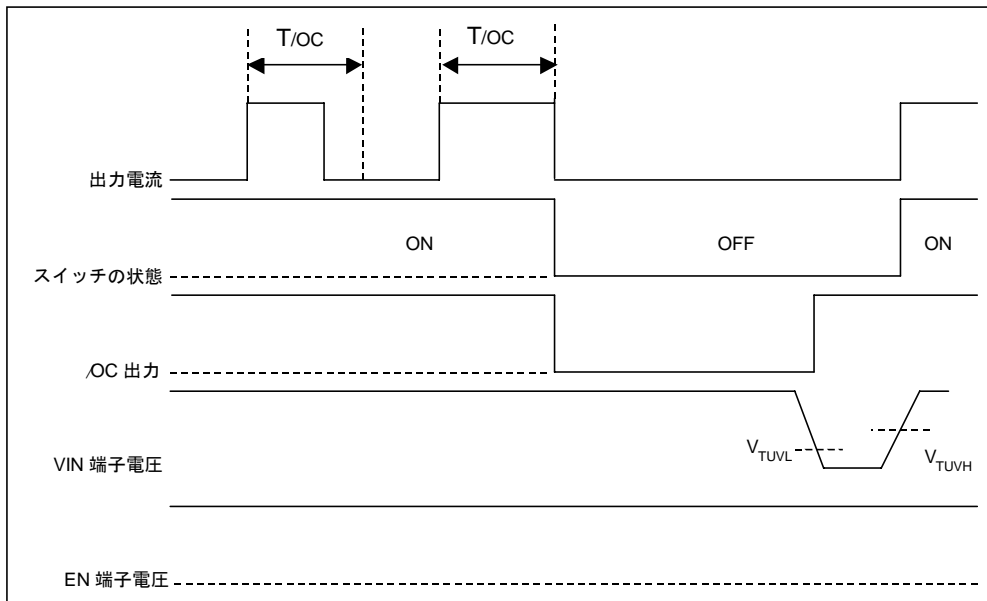 T/OC
T/OC
出力電流
ON
OFF
ON
スイッチの状態
/OC 出力
VTUVL
VTUVH
VIN 端子電圧
EN 端子電圧